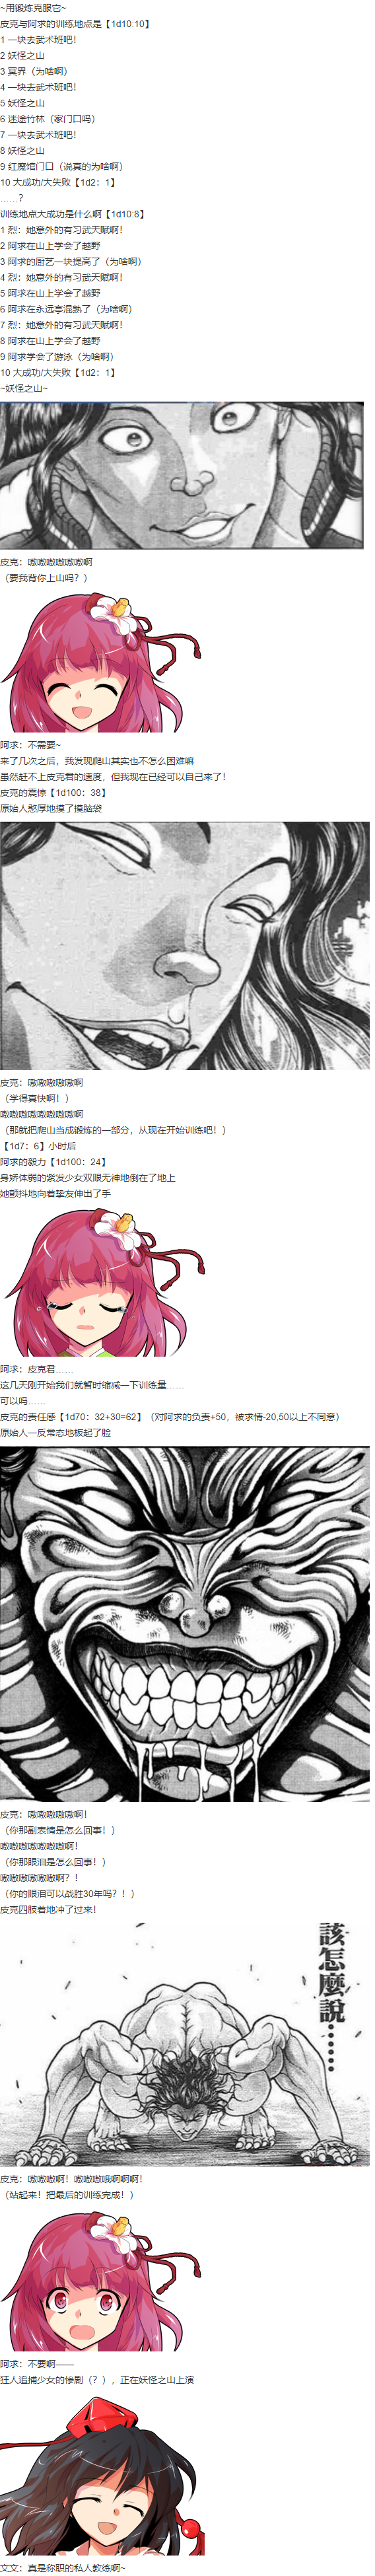 ~用锻炼克服它~
皮克与阿求的训练地点是【1d10:10】
1 一块去武术班吧！
2 妖怪之山
3 冥界（为啥啊）
4 一块去武术班吧！
5 妖怪之山
6 迷途竹林（家门口吗）
7 一块去武术班吧！
8 妖怪之山
9 红魔馆门口（说真的为啥啊）
10 大成功/大失败【1d2：1】
……？
训练地点大成功是什么啊【1d10:8】
1 烈：她意外的有习武天赋啊！
2 阿求在山上学会了越野
3 阿求的厨艺一块提高了（为啥啊）
4 烈：她意外的有习武天赋啊！
5 阿求在山上学会了越野
6 阿求在永远亭混熟了（为啥啊）
7 烈：她意外的有习武天赋啊！
8 阿求在山上学会了越野
9 阿求学会了游泳（为啥啊）
10 大成功/大失败【1d2：1】
~妖怪之山~
皮克：嗷嗷嗷嗷嗷嗷啊
（要我背你上山吗？）
阿求：不需要~
来了几次之后，我发现爬山其实也不怎么困难嘛
虽然赶不上皮克君的速度，但我现在已经可以自己来了！
皮克的震惊【1d100：38】
原始人憨厚地摸了摸脑袋
皮克：嗷嗷嗷嗷嗷啊
（学得真快啊！）
嗷嗷嗷嗷嗷嗷嗷嗷啊
（那就把爬山当成锻炼的一部分，从现在开始训练吧！）
【1d7：6】小时后
阿求的毅力【1d100：24】
身娇体弱的紫发少女双眼无神地倒在了地上
她颤抖地向着挚友伸出了手
阿求：皮克君……
这几天刚开始我们就暂时缩减一下训练量……
可以吗……
皮克的责任感【1d70：32+30=62】（对阿求的负责+50，被求情-20,50以上不同意）
原始人一反常态地板起了脸
皮克：嗷嗷嗷嗷嗷啊！
（你那副表情是怎么回事！）
嗷嗷嗷嗷嗷嗷啊！
（你那眼泪是怎么回事！）
嗷嗷嗷嗷嗷嗷啊？！
（你的眼泪可以战胜30年吗？！）
皮克四肢着地冲了过来！
該怎麼說……
皮克：嗷嗷嗷啊！嗷嗷嗷哦啊啊啊！
（站起来！把最后的训练完成！）
阿求：不要啊——
狂人追捕少女的惨剧（？），正在妖怪之山上演
文文：真是称职的私人教练啊~